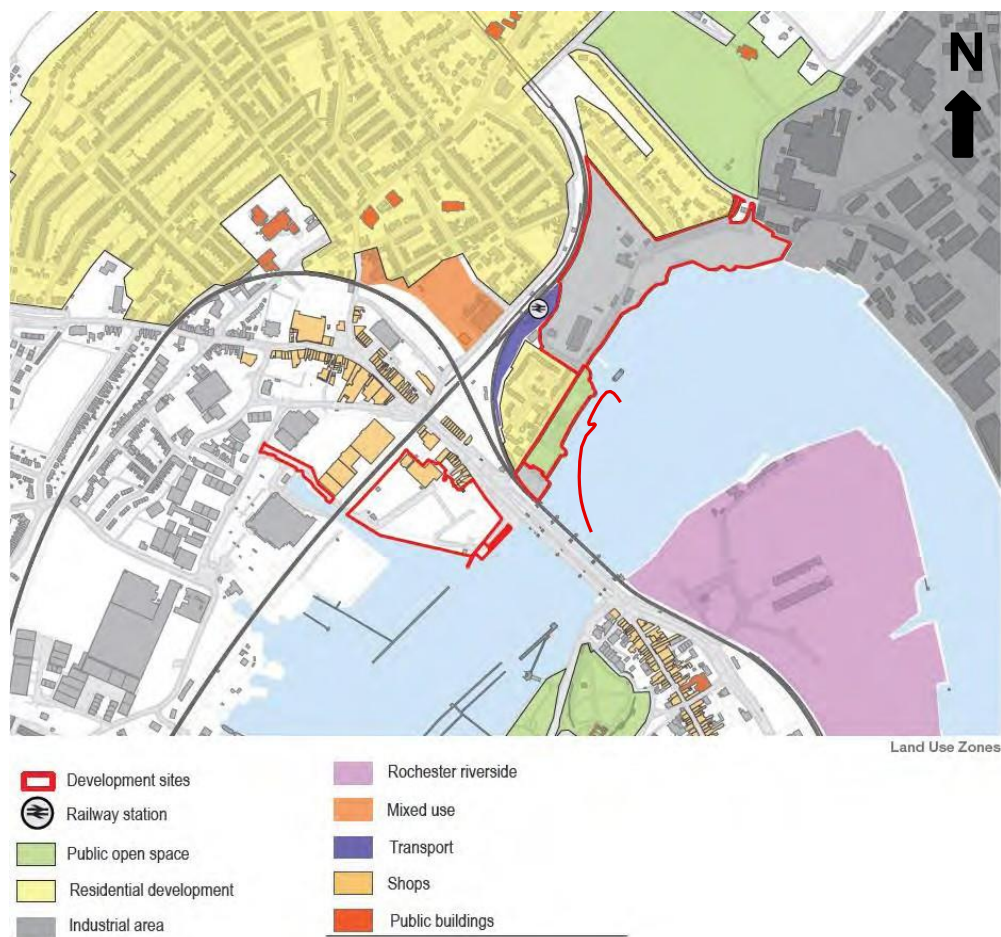 N
Land Use Zones
Development sites
Railway station
Public open space
Residential development
Industrial area
Rochester riverside
Mixed use
Transport
Shops
Public buildings